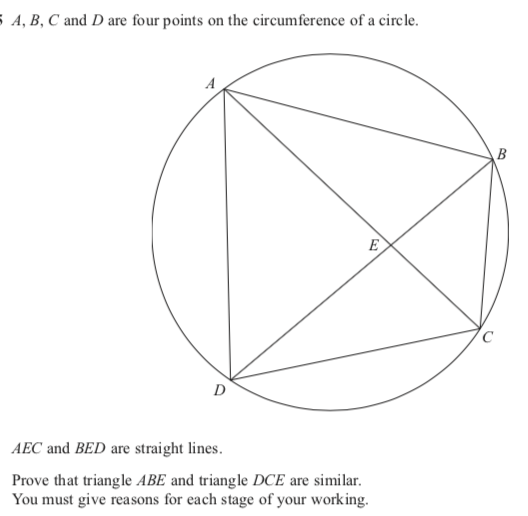 A, B, C and D are four points on the circumference of a circle.
A
B
E
C
D
AEC and BED are straight lines.
Prove that triangle ABE and triangle DCE are similar.
You must give reasons for each stage of your working.